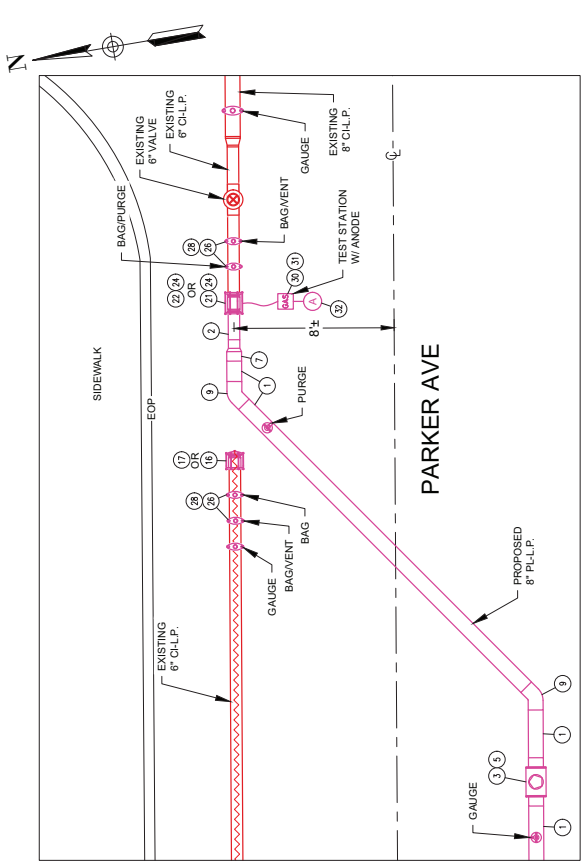 N
SIDEWALK
EOP
BAG/PURGE
EXISTING
6" VALVE
EXISTING
6" CI-L.P.
GAUGE
EXISTING
8" CI-L.P.
℄
28
26
BAG/VENT
22 24
OR
21 24
GAS
30 31
TEST STATION
W/ ANODE
A
32
2
8'±
7
9
1
PURGE
PARKER AVE
17
OR
16
28
26
BAG
BAG/VENT
GAUGE
EXISTING
6" CI-L.P.
PROPOSED
8" PL-L.P.
9
1
3 5
GAUGE
1